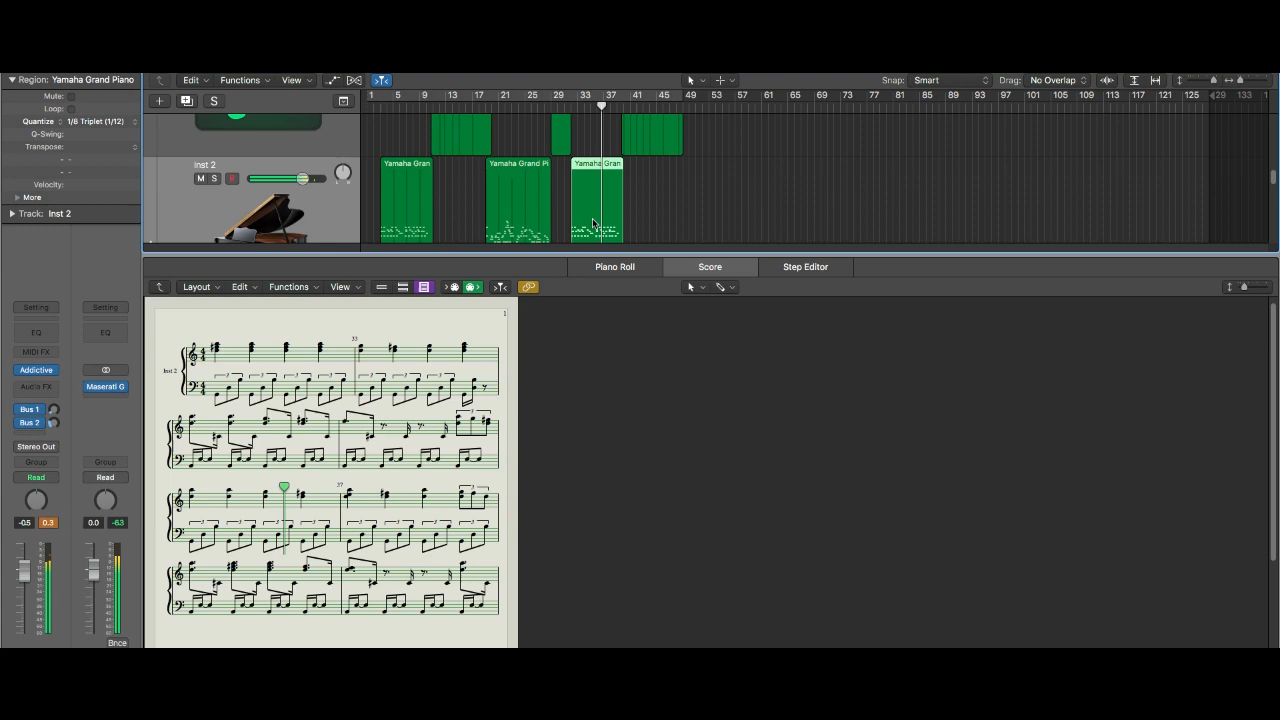 Region: Yamaha Grand Piano
Mute:
Loop:
Quantize 1/8 Triplet (1/12)
Q-Swing:
Transpose:
Velocity:
More
Track: Inst 2
Edit Functions View
Snap: Smart Drag: No Overlap
S
1 5 9 13 17 21 25 29 33 37 41 45 49 53 57 61 65 69 73 77 81 85 89 93 97 101 105 109 113 117 121 125 29 133
Inst 2
M S R
Yamaha Gran Yamaha Grand Pi Yamaha Gran
Piano Roll Score Step Editor
Layout Edit Functions View
Setting Setting
EQ EQ
MIDI FX
Addictive
Audio FX Maserati G
Bus 1
Bus 2
Stereo Out
Group Group
Read Read
-0.5 0.3 0.0 -6.3
Bnce
1
33
Inst 2
37